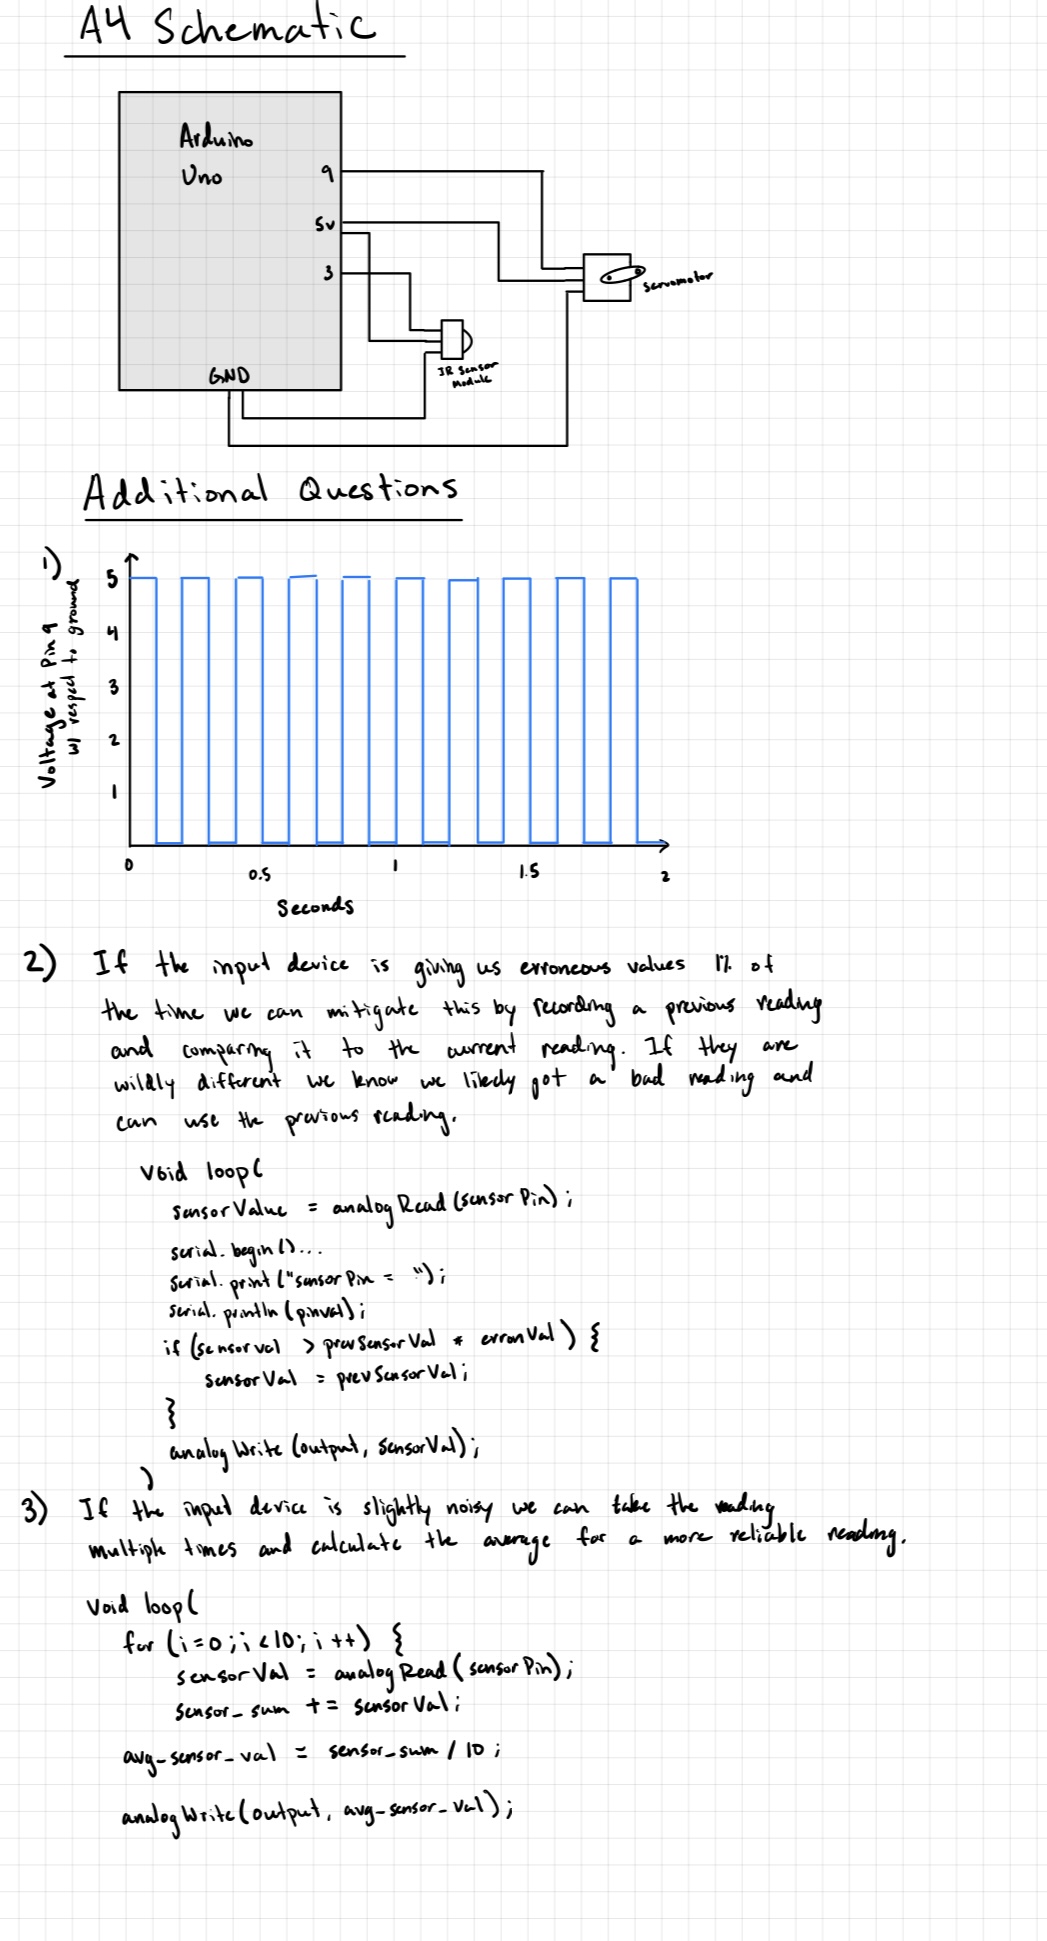 A4 Schematic
Arduino
Uno
9
5v
3
GND
servomotor
IR Sensor
Module
Additional Questions
1)
Voltage at Pin 9
w/ respect to ground
5
4
3
2
1
0
0.5
1
1.5
2
Seconds
2) If the input device is giving us erroneous values 1% of
the time we can mitigate this by recording a previous reading
and comparing it to the current reading. If they are
wildly different we know we likely got a bad reading and
can use the previous reading.
Void loop(
sensorValue = analogRead(sensorPin);
serial.begin()...
serial.print("sensorPin = ");
serial.println(pinval);
if (sensorval > prevSensorVal * erronVal) {
sensorVal = prevSensorVal;
}
analogWrite(output, sensorVal);
)
3) If the input device is slightly noisy we can take the reading
multiple times and calculate the average for a more reliable reading.
Void loop(
for (i=0; i<10; i++) {
sensorVal = analogRead(sensorPin);
sensor_sum += sensorVal;
avg_sensor_val = sensor_sum / 10;
analogWrite(output, avg_sensor_val);